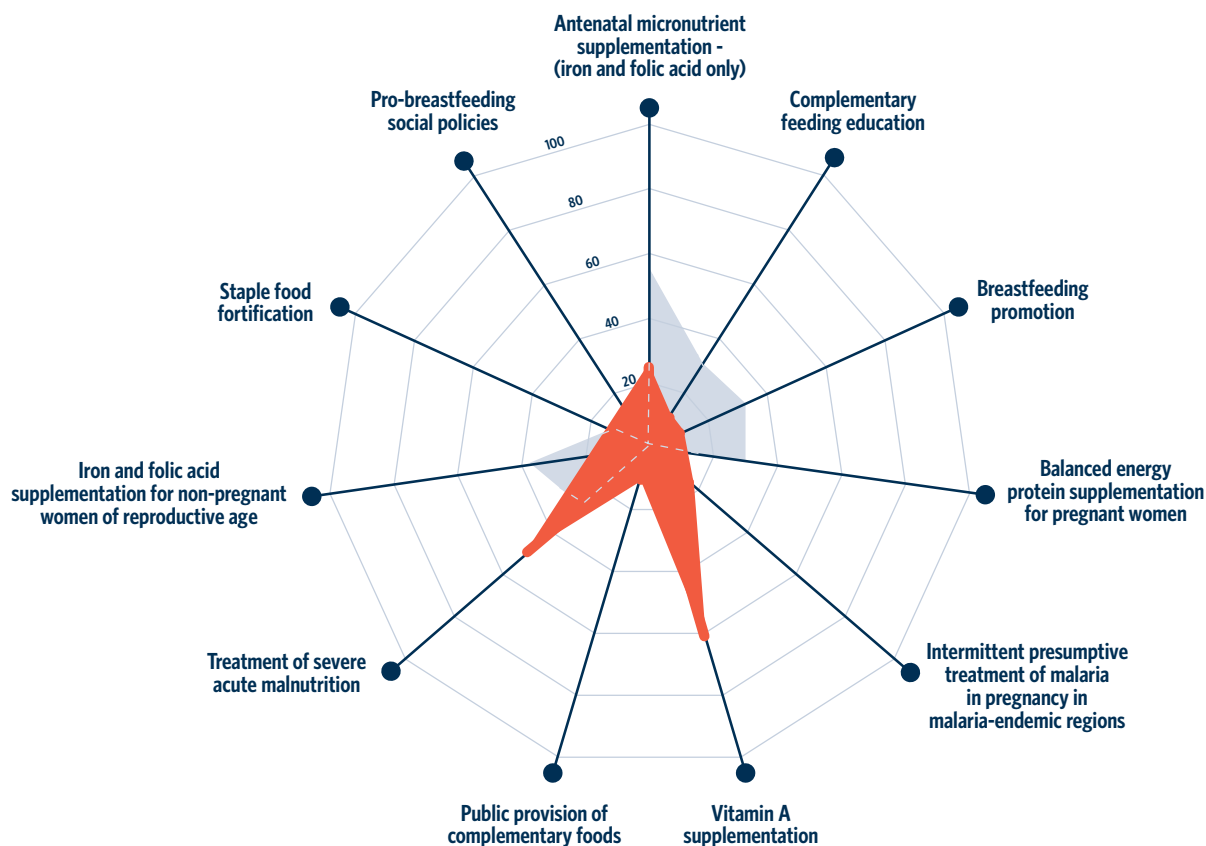 Antenatal micronutrient
supplementation -
(iron and folic acid only)
Pro-breastfeeding
social policies
Complementary
feeding education
100
80
60
40
20
Staple food
fortification
Breastfeeding
promotion
Iron and folic acid
supplementation for non-pregnant
women of reproductive age
Balanced energy
protein supplementation
for pregnant women
Treatment of severe
acute malnutrition
Intermittent presumptive
treatment of malaria
in pregnancy in
malaria-endemic regions
Public provision of
complementary foods
Vitamin A
supplementation